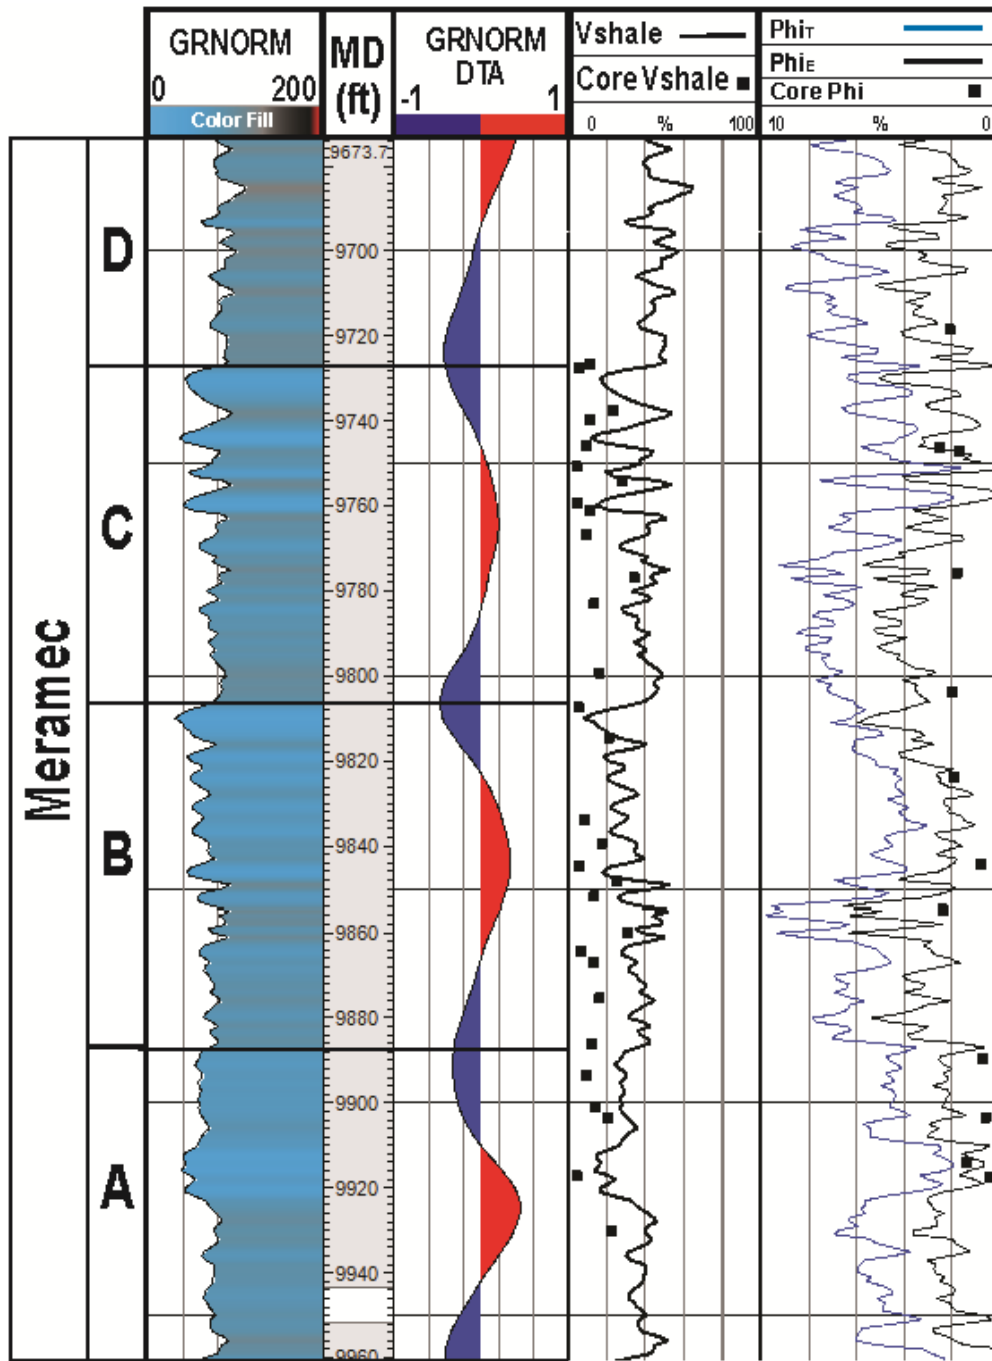 GRNORM
0 200
Color Fill
MD
(ft)
GRNORM
DTA
-1 1
Vshale
Core Vshale
0 % 100
PhiT
PhiE
Core Phi
10 % 0
Meramec
D
C
B
A
9673.7
9700
9720
9740
9760
9780
9800
9820
9840
9860
9880
9900
9920
9940
9960